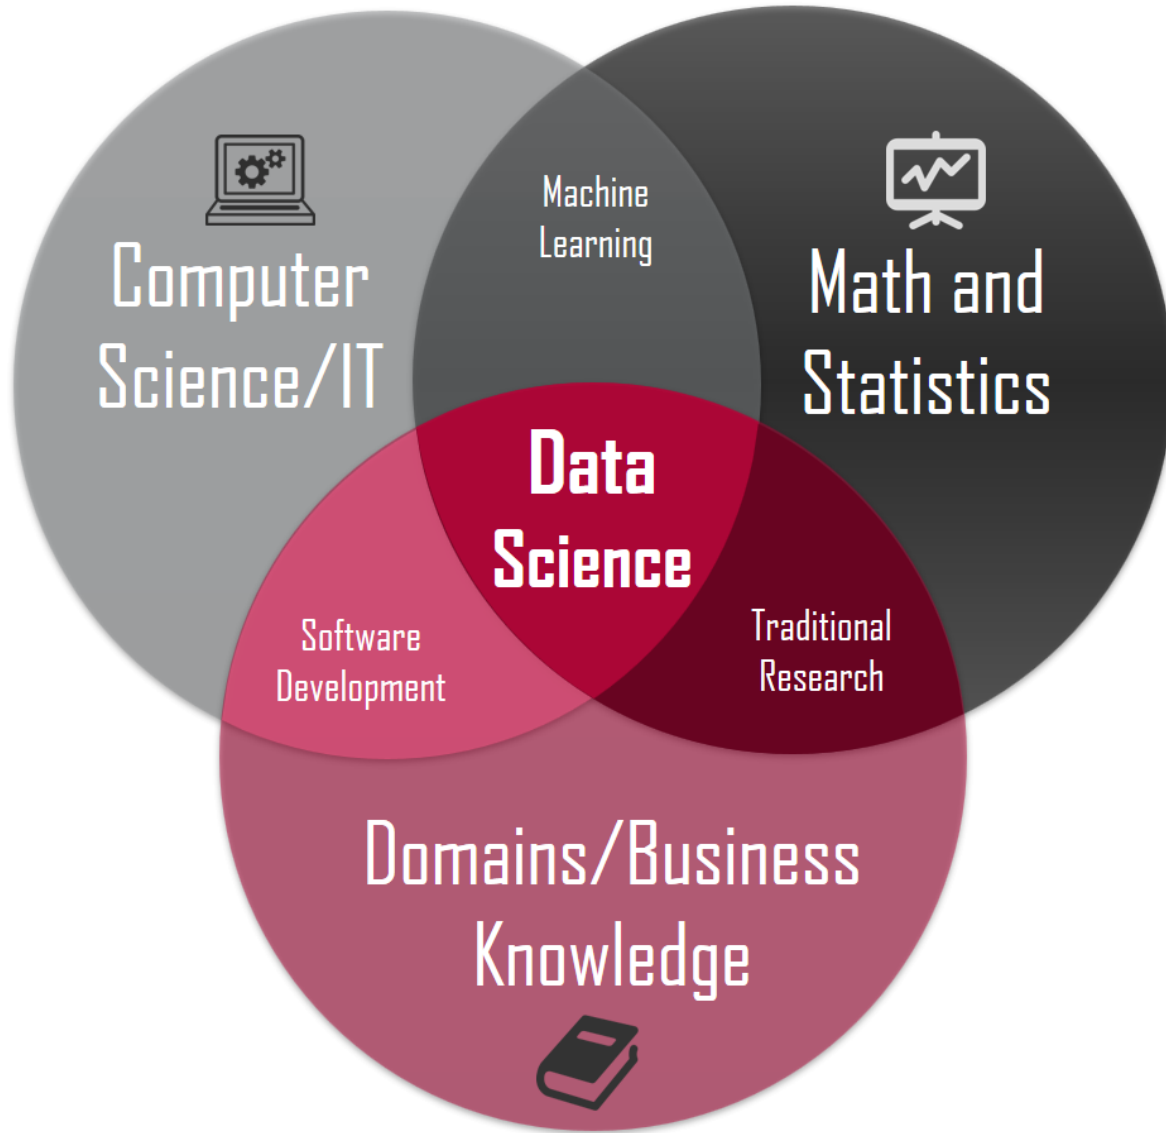 Machine
Learning
Computer
Science/IT
Math and
Statistics
Data
Science
Software
Development
Traditional
Research
Domains/Business
Knowledge